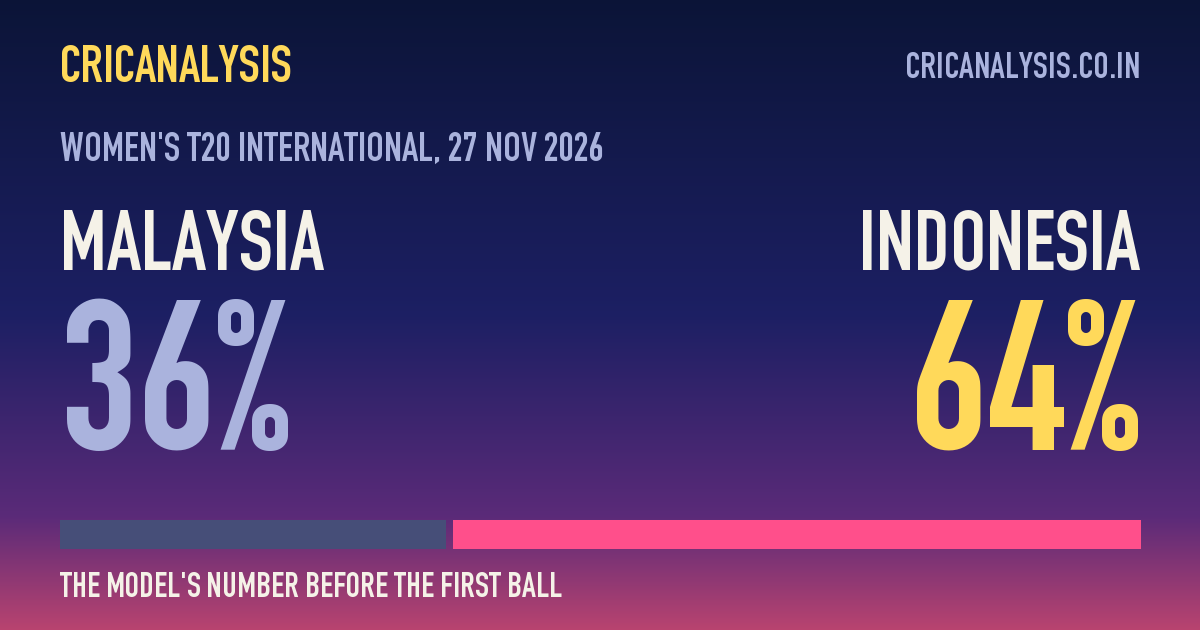 CRICANALYSIS
CRICANALYSIS.CO.IN
WOMEN'S T20 INTERNATIONAL, 27 NOV 2026
MALAYSIA
INDONESIA
36%
64%
THE MODEL'S NUMBER BEFORE THE FIRST BALL